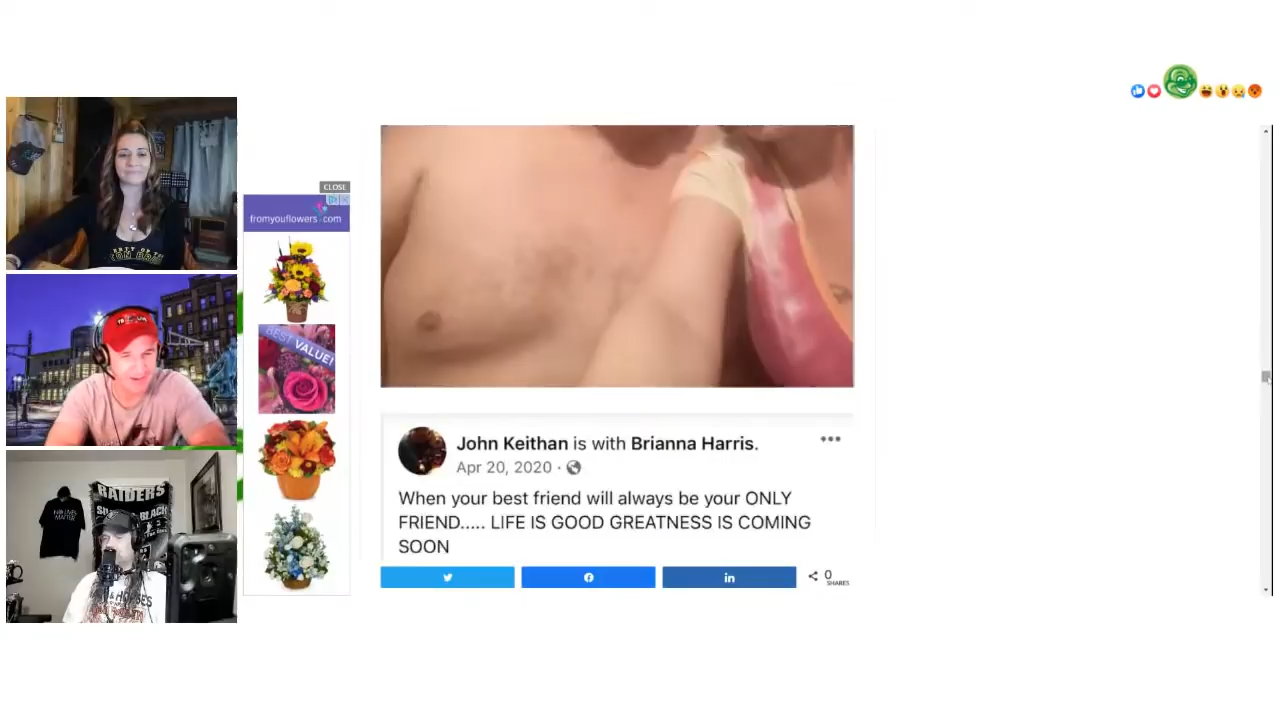 CLOSE
fromyouflowers.com
BEST VALUE!
RAIDERS
John Keithan is with Brianna Harris.
Apr 20, 2020
When your best friend will always be your ONLY
FRIEND..... LIFE IS GOOD GREATNESS IS COMING
SOON
0
SHARES